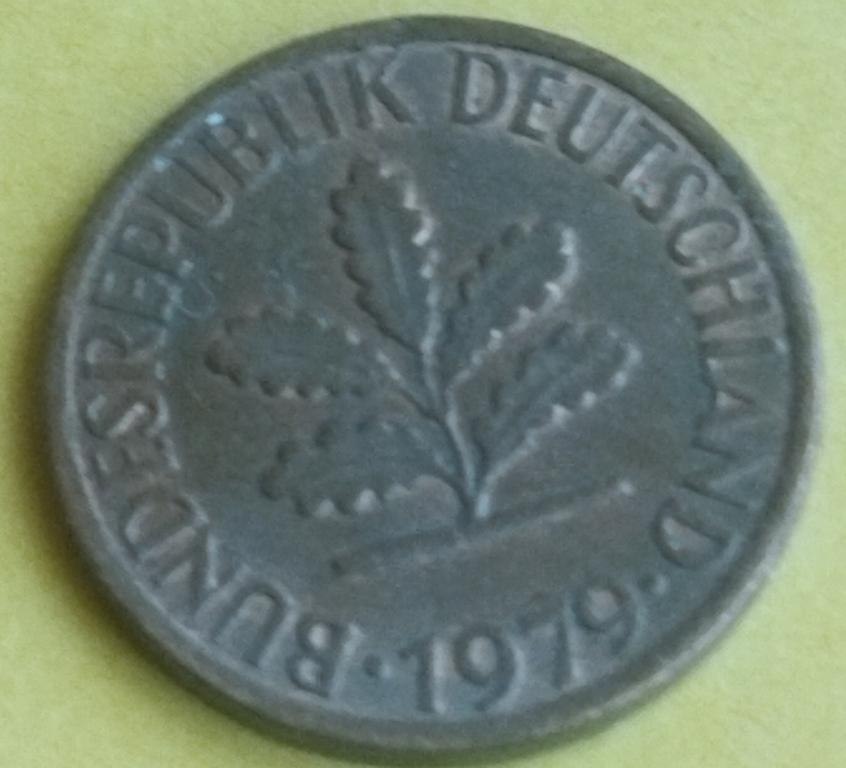 BUNDESREPUBLIK DEUTSCHLAND
· 1979 ·